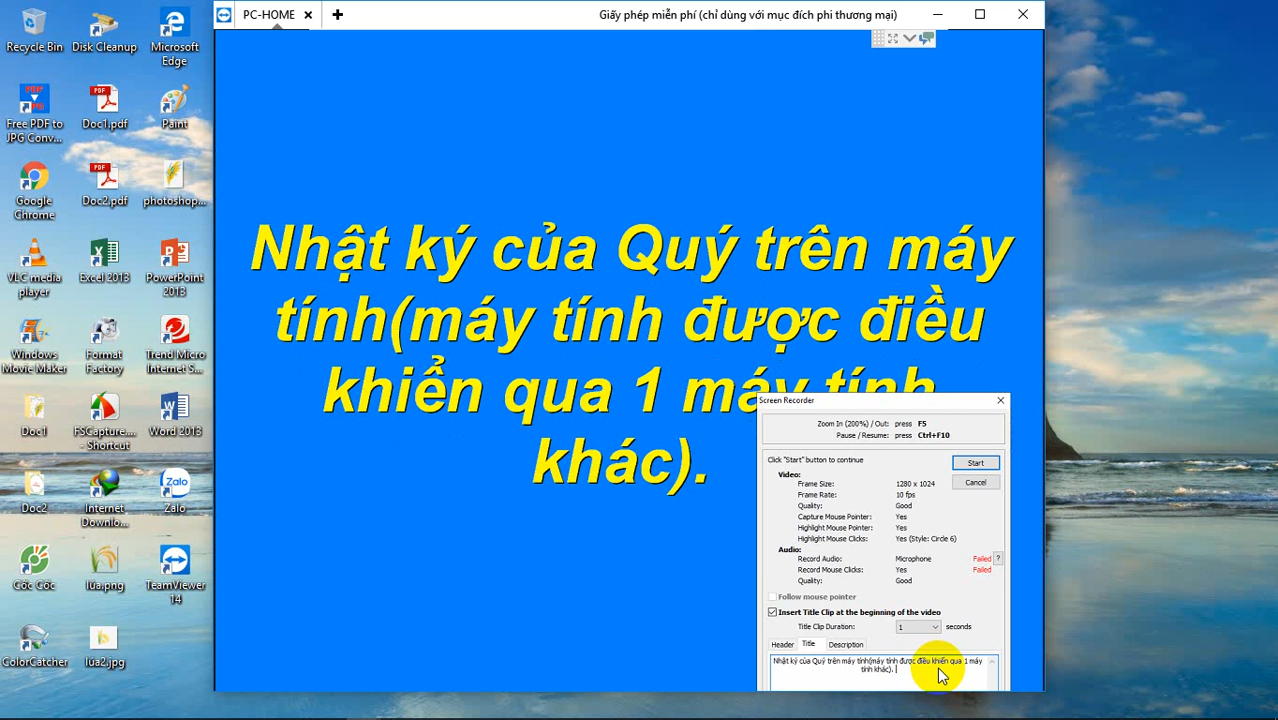 PC-HOME
Giấy phép miễn phí (chỉ dùng với mục đích phi thương mại)
Recycle Bin
Disk Cleanup
Microsoft
Edge
Free PDF to
JPG Conv...
Doc1.pdf
Paint
Google
Chrome
Doc2.pdf
photoshop...
VLC media
player
Excel 2013
PowerPoint
2013
Windows
Movie Maker
Format
Factory
Trend Micro
Internet S...
Doc1
FSCapture....
- Shortcut
Word 2013
Doc2
Internet
Downlo...
Zalo
Cốc Cốc
lúa.png
TeamViewer
14
ColorCatcher
lúa2.jpg
Nhật ký của Quý trên máy
tính(máy tính được điều
khiển qua 1 máy tính
khác).
Screen Recorder
Zoom In (200%) / Out: press F5
Pause / Resume: press Ctrl+F10
Click "Start" button to continue
Start
Cancel
Video:
Frame Size: 1280 x 1024
Frame Rate: 10 fps
Quality: Good
Capture Mouse Pointer: Yes
Highlight Mouse Pointer: Yes
Highlight Mouse Clicks: Yes (Style: Circle 6)
Audio:
Record Audio: Microphone Failed ?
Record Mouse Clicks: Yes Failed
Quality: Good
Follow mouse pointer
Insert Title Clip at the beginning of the video
Title Clip Duration: 1 seconds
Header Title Description
Nhật ký của Quý trên máy tính(máy tính được điều khiển qua 1 máy
tính khác).